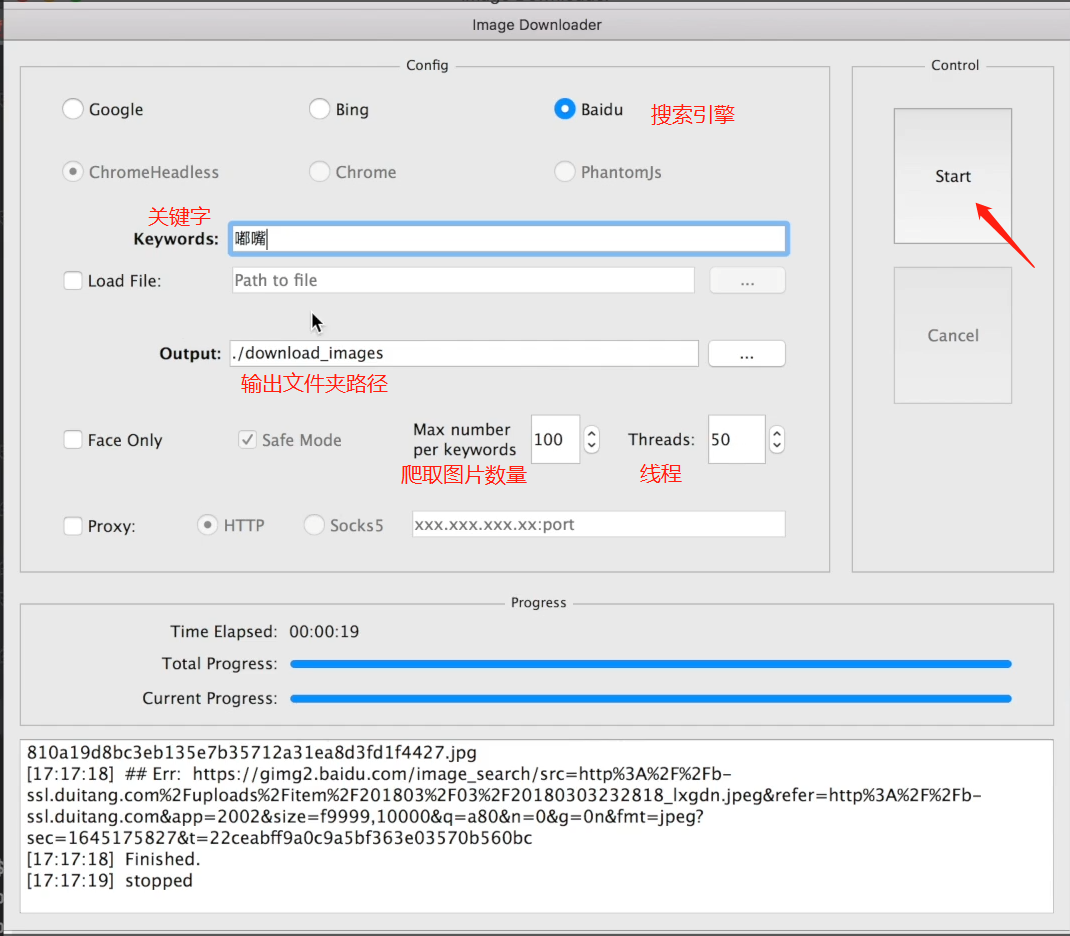 Image Downloader
Config
Control
Google
Bing
Baidu
搜索引擎
ChromeHeadless
Chrome
PhantomJs
Start
关键字
Keywords:
嘟嘴
Load File:
Path to file
...
Cancel
Output:
./download_images
...
输出文件夹路径
Face Only
Safe Mode
Max number
per keywords
100
Threads:
50
爬取图片数量
线程
Proxy:
HTTP
Socks5
xxx.xxx.xxx.xx:port
Progress
Time Elapsed: 00:00:19
Total Progress:
Current Progress:
810a19d8bc3eb135e7b35712a31ea8d3fd1f4427.jpg
[17:17:18] ## Err: https://gimg2.baidu.com/image_search/src=http%3A%2F%2Fb-
ssl.duitang.com%2Fuploads%2Fitem%2F201803%2F03%2F20180303232818_lxgdn.jpeg&refer=http%3A%2F%2Fb-
ssl.duitang.com&app=2002&size=f9999,10000&q=a80&n=0&g=0n&fmt=jpeg?
sec=1645175827&t=22ceabff9a0c9a5bf363e03570b560bc
[17:17:18] Finished.
[17:17:19] stopped